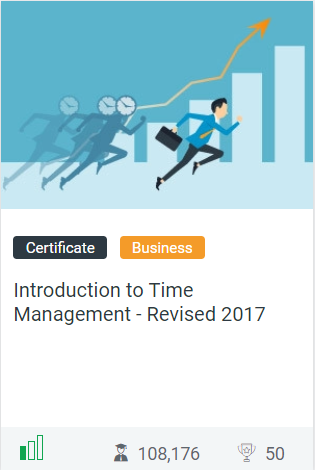 Certificate Business
Introduction to Time
Management - Revised 2017
108,176 50